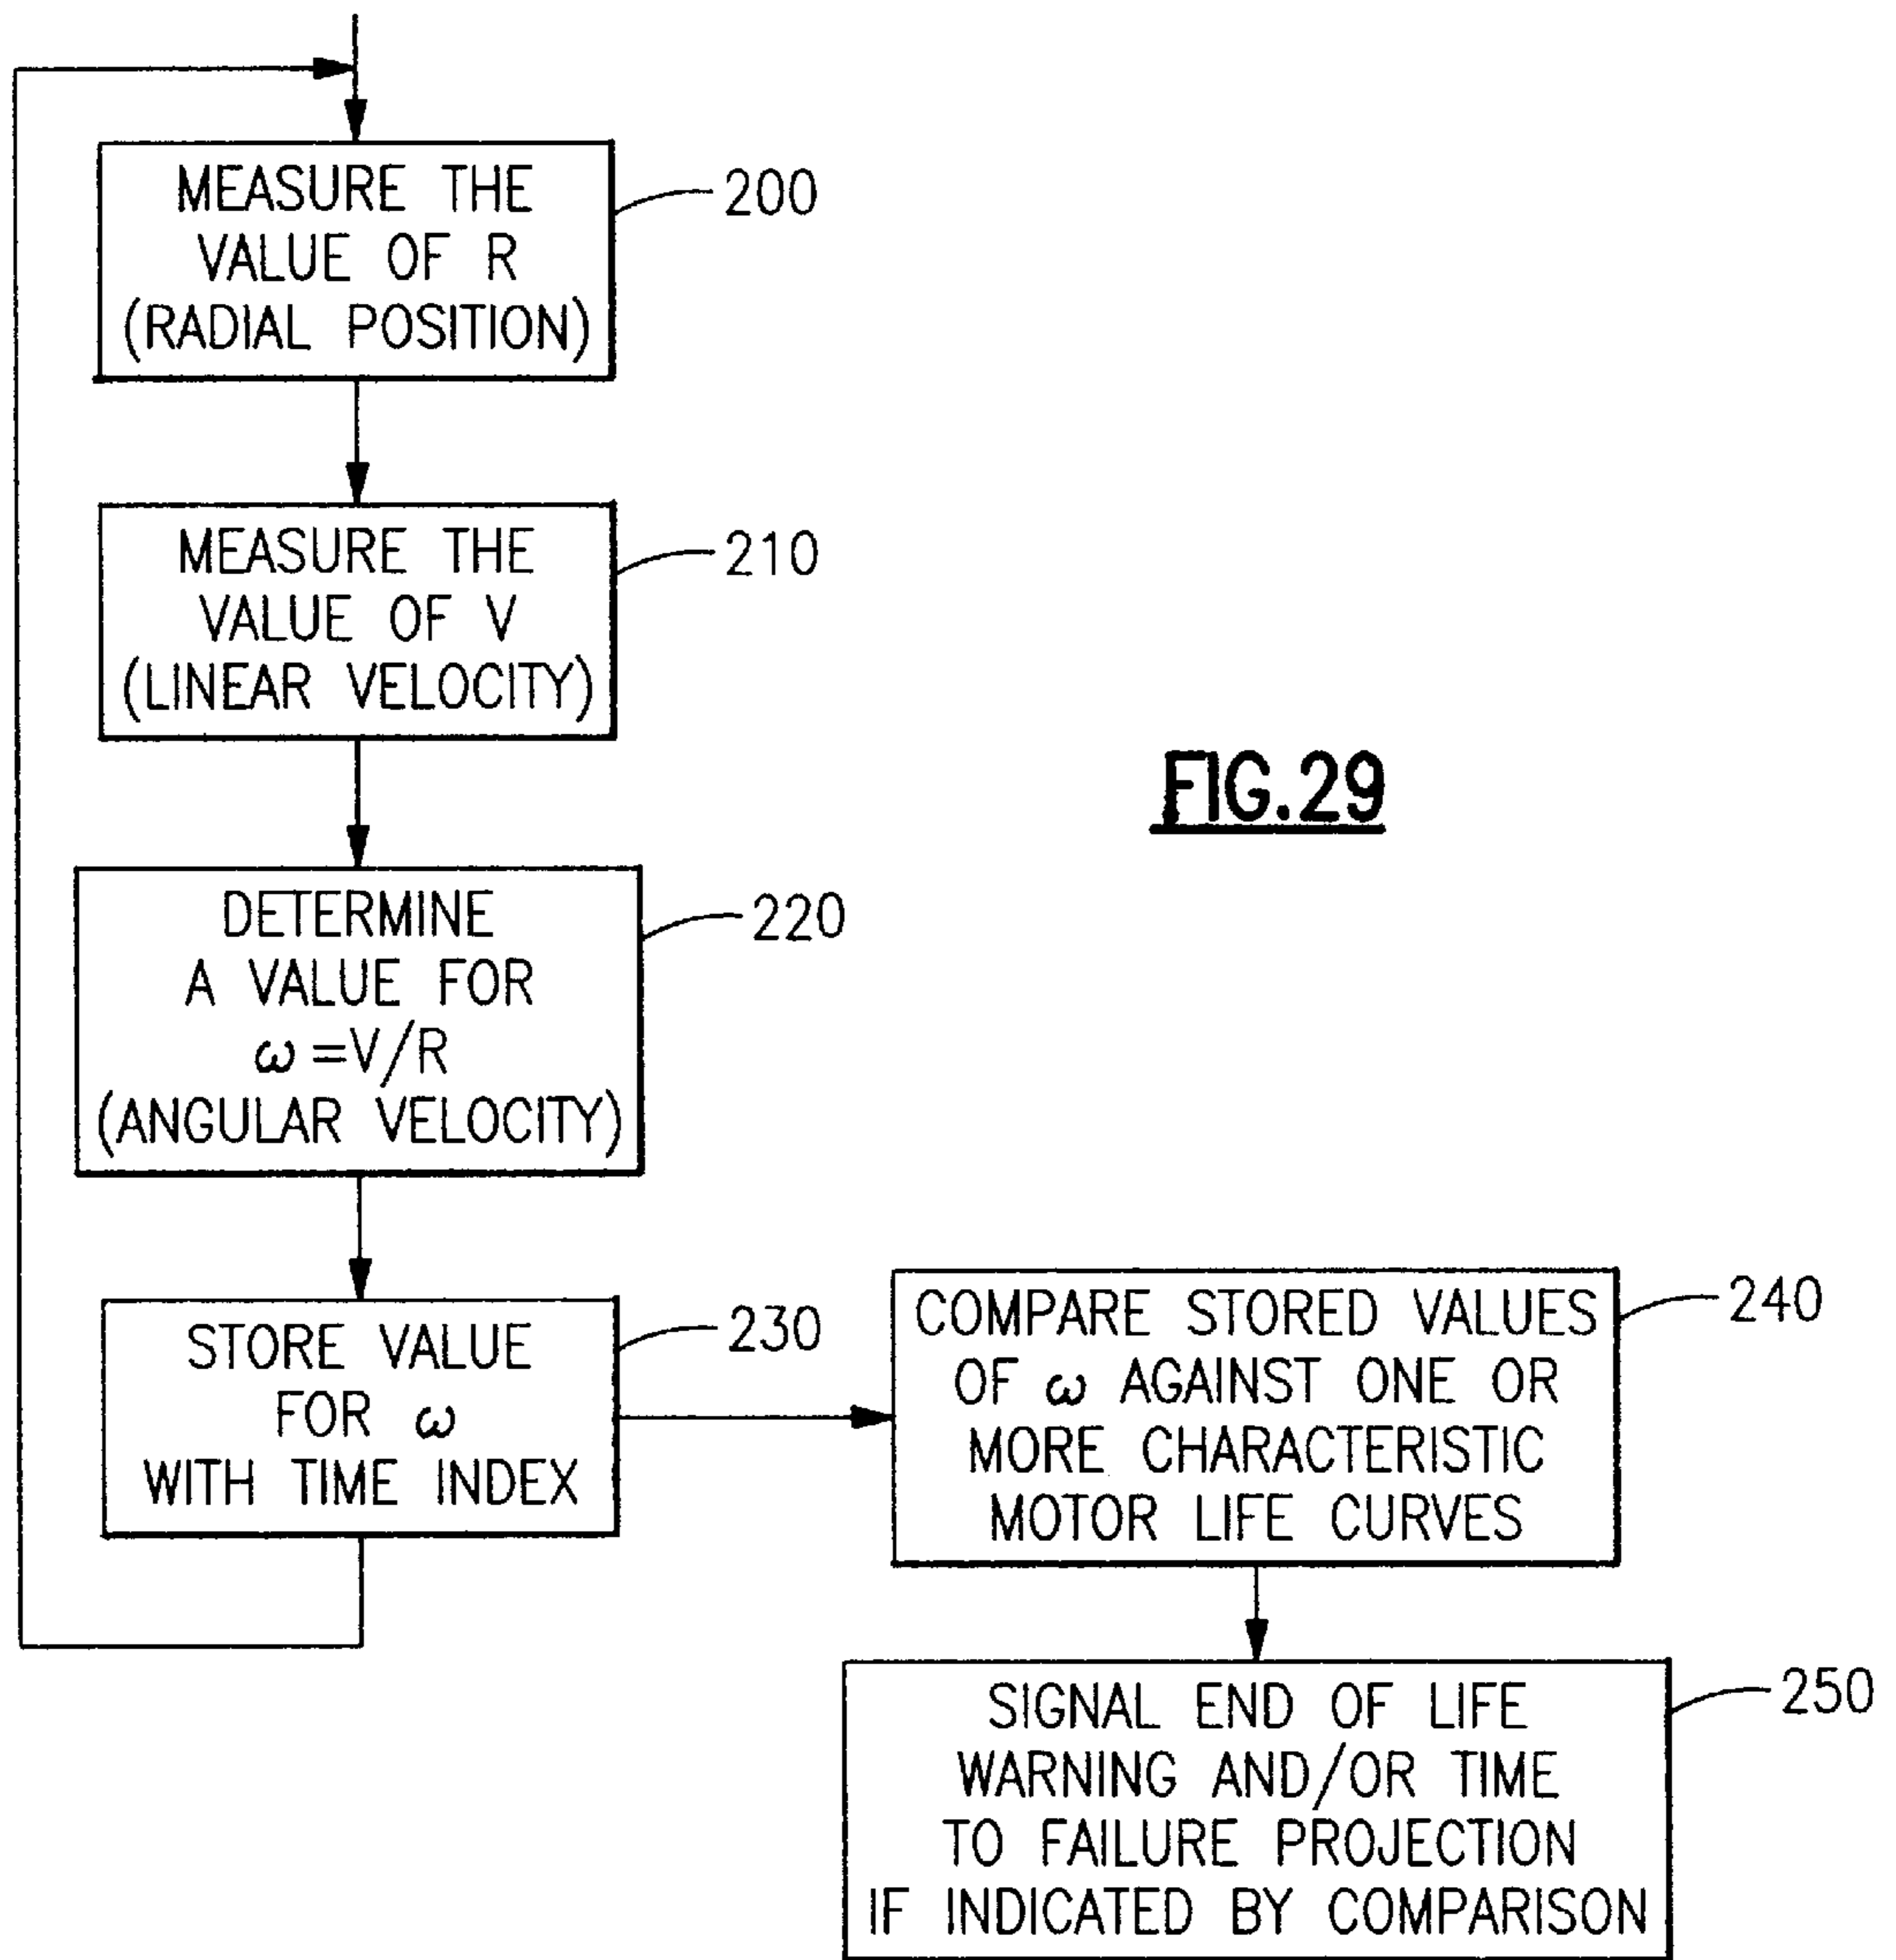 MEASURE THE
VALUE OF R
(RADIAL POSITION)
200
MEASURE THE
VALUE OF V
(LINEAR VELOCITY)
210
FIG.29
DETERMINE
A VALUE FOR
ω=V/R
(ANGULAR VELOCITY)
220
STORE VALUE
FOR ω
WITH TIME INDEX
230
COMPARE STORED VALUES
OF ω AGAINST ONE OR
MORE CHARACTERISTIC
MOTOR LIFE CURVES
240
SIGNAL END OF LIFE
WARNING AND/OR TIME
TO FAILURE PROJECTION
IF INDICATED BY COMPARISON
250